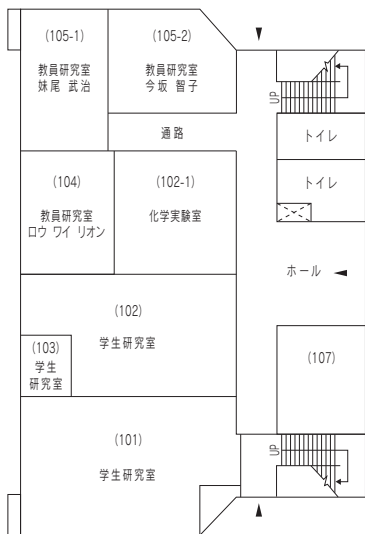 (105-1)
教員研究室
妹尾 武治
(105-2)
教員研究室
今坂 智子
UP
通路
トイレ
(104)
教員研究室
ロウ ワイ リオン
(102-1)
化学実験室
トイレ
ホール
(102)
学生研究室
(103)
学生
研究室
(107)
(101)
学生研究室
UP